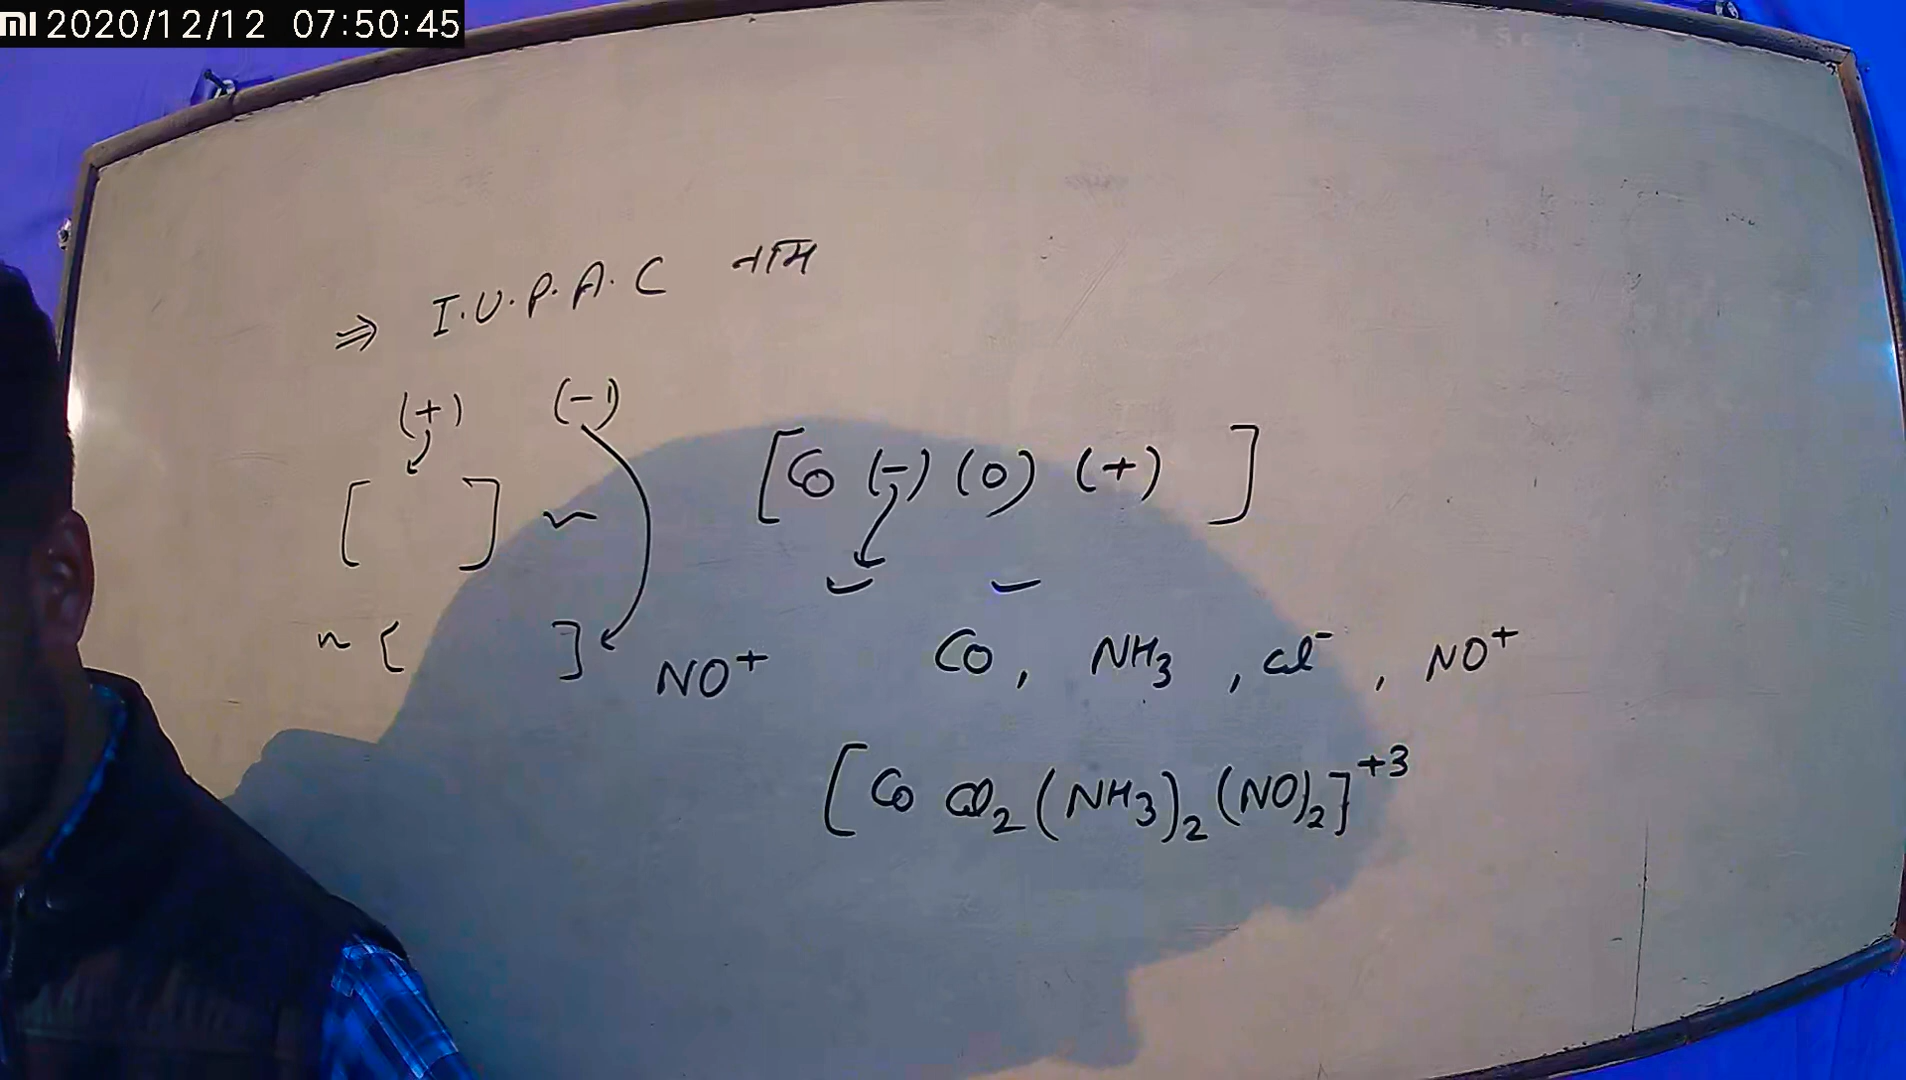 MI 2020/12/12 07:50:45
⇒ I.U.P.A.C नाम
(+) (-)
[ ] ~ [Co (-) (0) (+) ]
~ [ ] NO⁺ Co, NH₃, Cl⁻, NO⁺
[Co Cl₂ (NH₃)₂ (NO)₂]⁺³